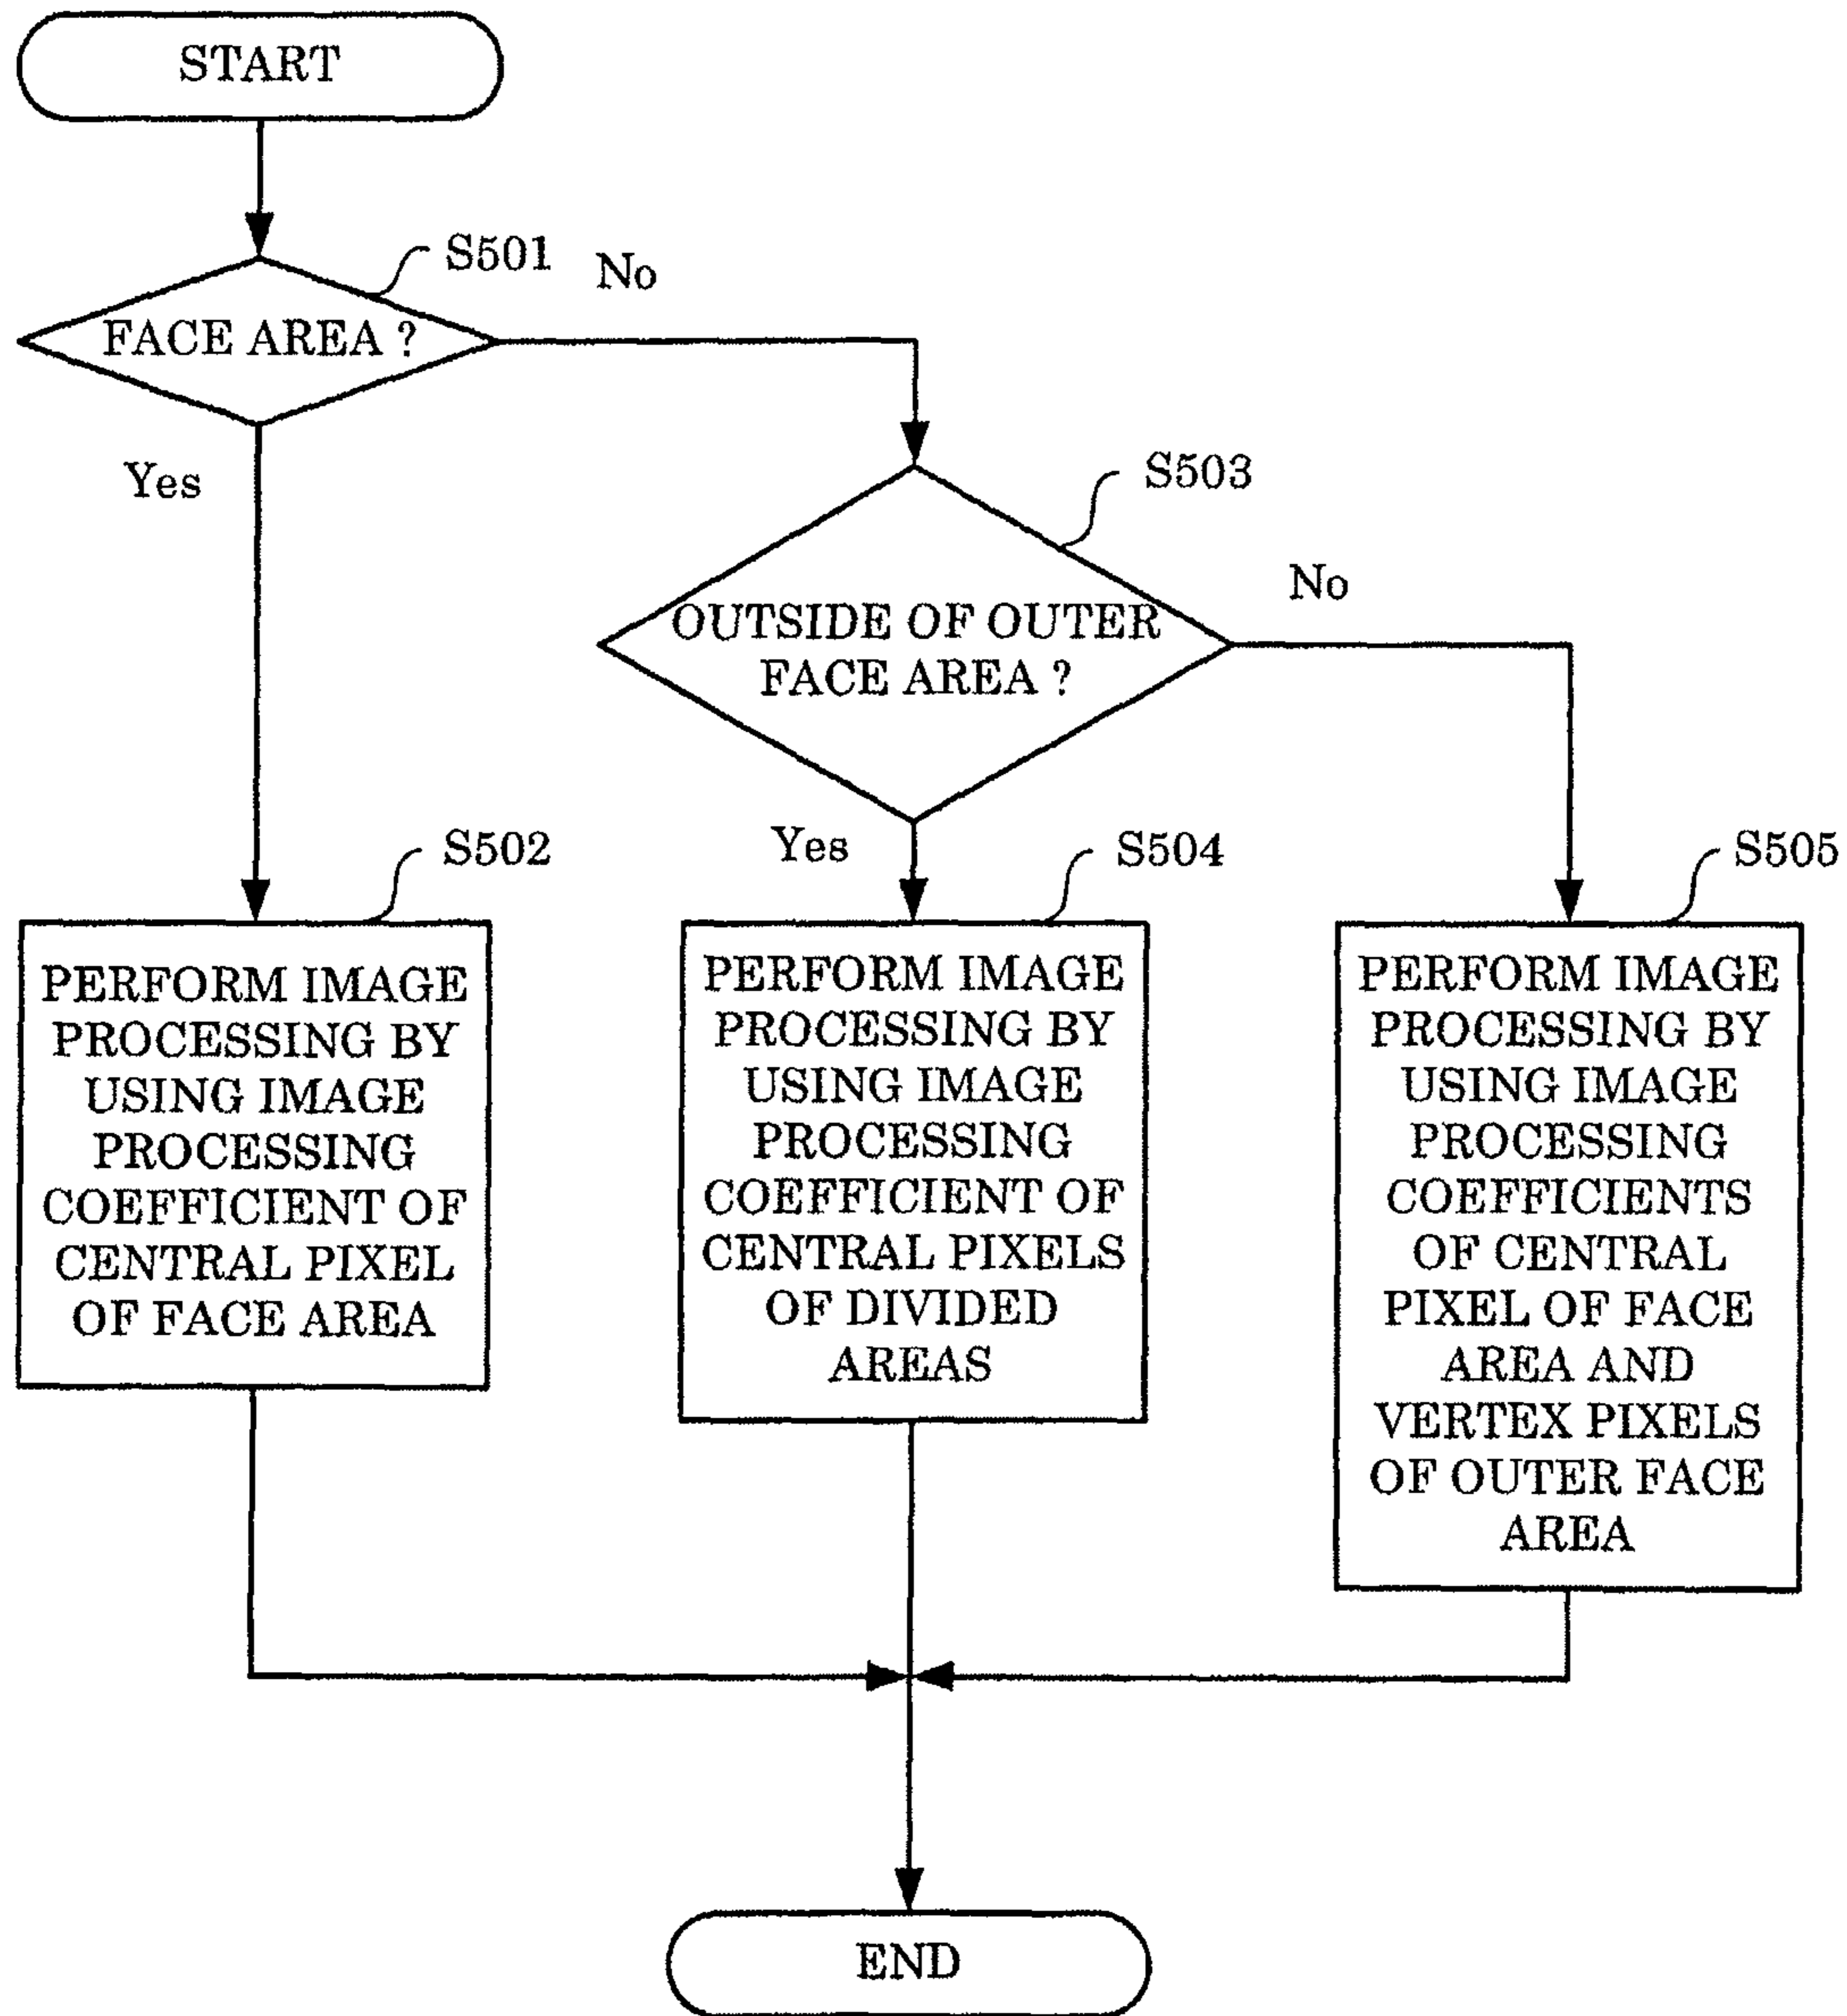 START
S501
No
FACE AREA ?
Yes
S503
No
OUTSIDE OF OUTER
FACE AREA ?
Yes
S502
PERFORM IMAGE
PROCESSING BY
USING IMAGE
PROCESSING
COEFFICIENT OF
CENTRAL PIXEL
OF FACE AREA
S504
PERFORM IMAGE
PROCESSING BY
USING IMAGE
PROCESSING
COEFFICIENT OF
CENTRAL PIXELS
OF DIVIDED
AREAS
S505
PERFORM IMAGE
PROCESSING BY
USING IMAGE
PROCESSING
COEFFICIENTS
OF CENTRAL
PIXEL OF FACE
AREA AND
VERTEX PIXELS
OF OUTER FACE
AREA
END